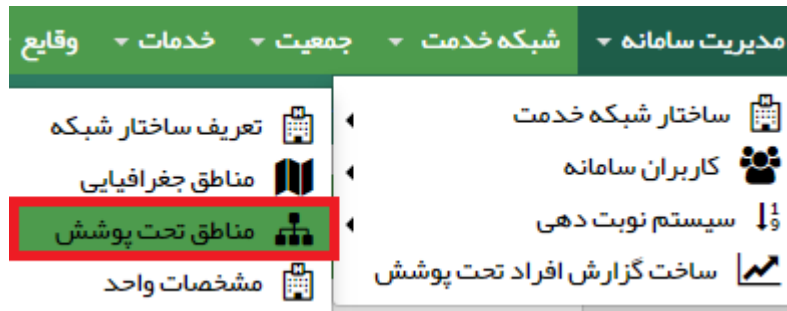 مدیریت سامانه
شبکه خدمت
جمعیت
خدمات
وقایع
ساختار شبکه خدمت
کاربران سامانه
سیستم نوبت دهی
ساخت گزارش افراد تحت پوشش
تعریف ساختار شبکه
مناطق جغرافیایی
مناطق تحت پوشش
مشخصات واحد